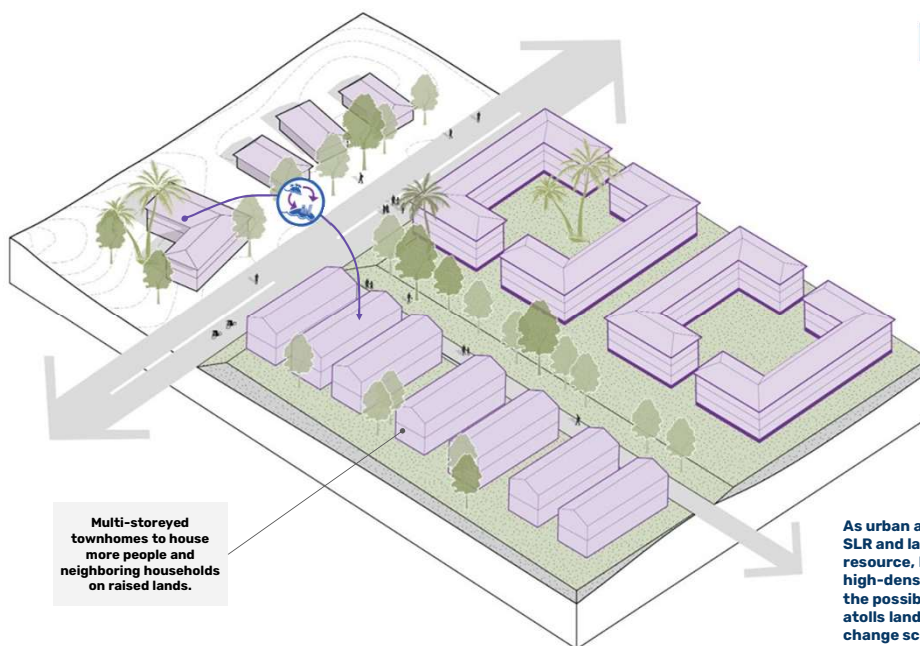 Multi-storeyed
townhomes to house
more people and
neighboring households
on raised lands.
As urban a
SLR and la
resource,
high-dens
the possib
atolls land
change sc